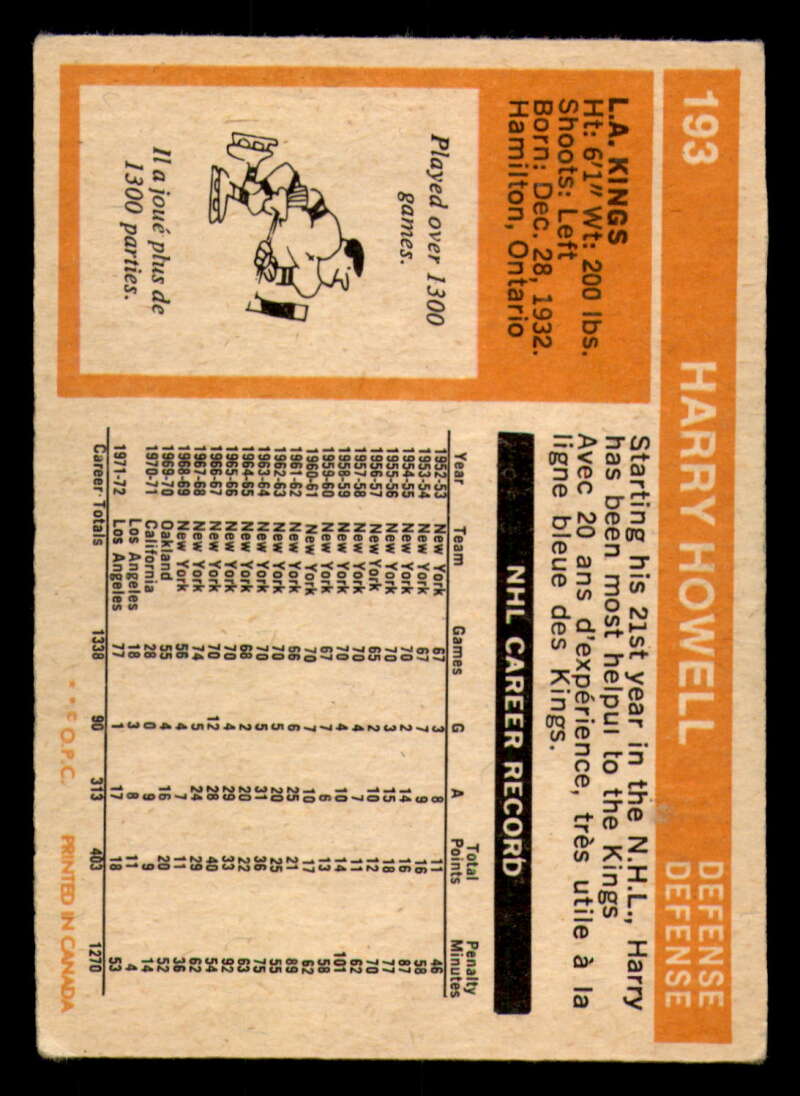 193 HARRY HOWELL DEFENSE
DEFENSE
L.A. KINGS
Ht: 6'1" Wt: 200 lbs.
Shoots: Left
Born: Dec. 28, 1932.
Hamilton, Ontario
Played over 1300
games.
Il a joué plus de
1300 parties.
Starting his 21st year in the N.H.L., Harry
has been most helpul to the Kings
Avec 20 ans d'expérience, très utile à la
ligne bleue des Kings.
NHL CAREER RECORD
Year Team Games G A Total Points Penalty Minutes
1952-53 New York 67 3 8 11 46
1953-54 New York 67 7 9 16 58
1954-55 New York 70 2 14 16 87
1955-56 New York 70 3 15 18 77
1956-57 New York 65 2 10 12 70
1957-58 New York 70 4 7 11 62
1958-59 New York 70 4 10 14 101
1959-60 New York 67 7 6 13 58
1960-61 New York 70 7 10 17 62
1961-62 New York 66 6 25 21 89
1962-63 New York 70 5 20 25 55
1963-64 New York 70 5 31 36 75
1964-65 New York 68 2 20 22 63
1965-66 New York 70 4 29 33 92
1966-67 New York 70 12 28 40 54
1967-68 New York 74 5 24 29 62
1968-69 New York 56 4 7 11 36
1969-70 Oakland 55 4 16 20 52
1970-71 California 28 0 9 9 14
Los Angeles 18 3 8 11 4
1971-72 Los Angeles 77 1 17 18 53
Career Totals 1338 90 313 403 1270
* * © O.P.C. PRINTED IN CANADA